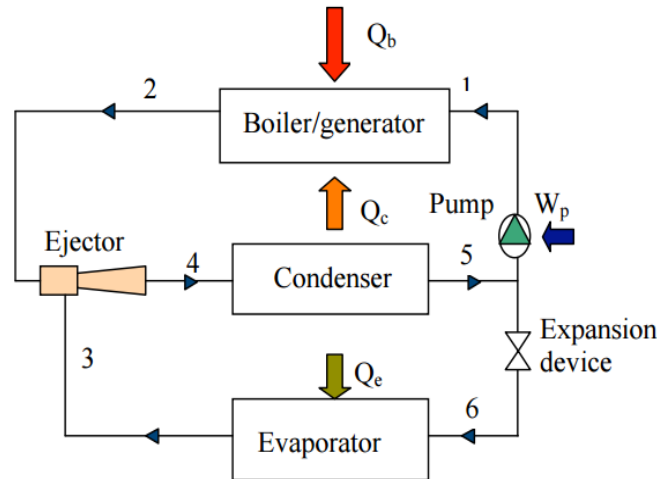 Q_b
2
1
Boiler/generator
Q_c
Pump
W_p
Ejector
4
Condenser
5
3
Expansion
device
Q_e
6
Evaporator